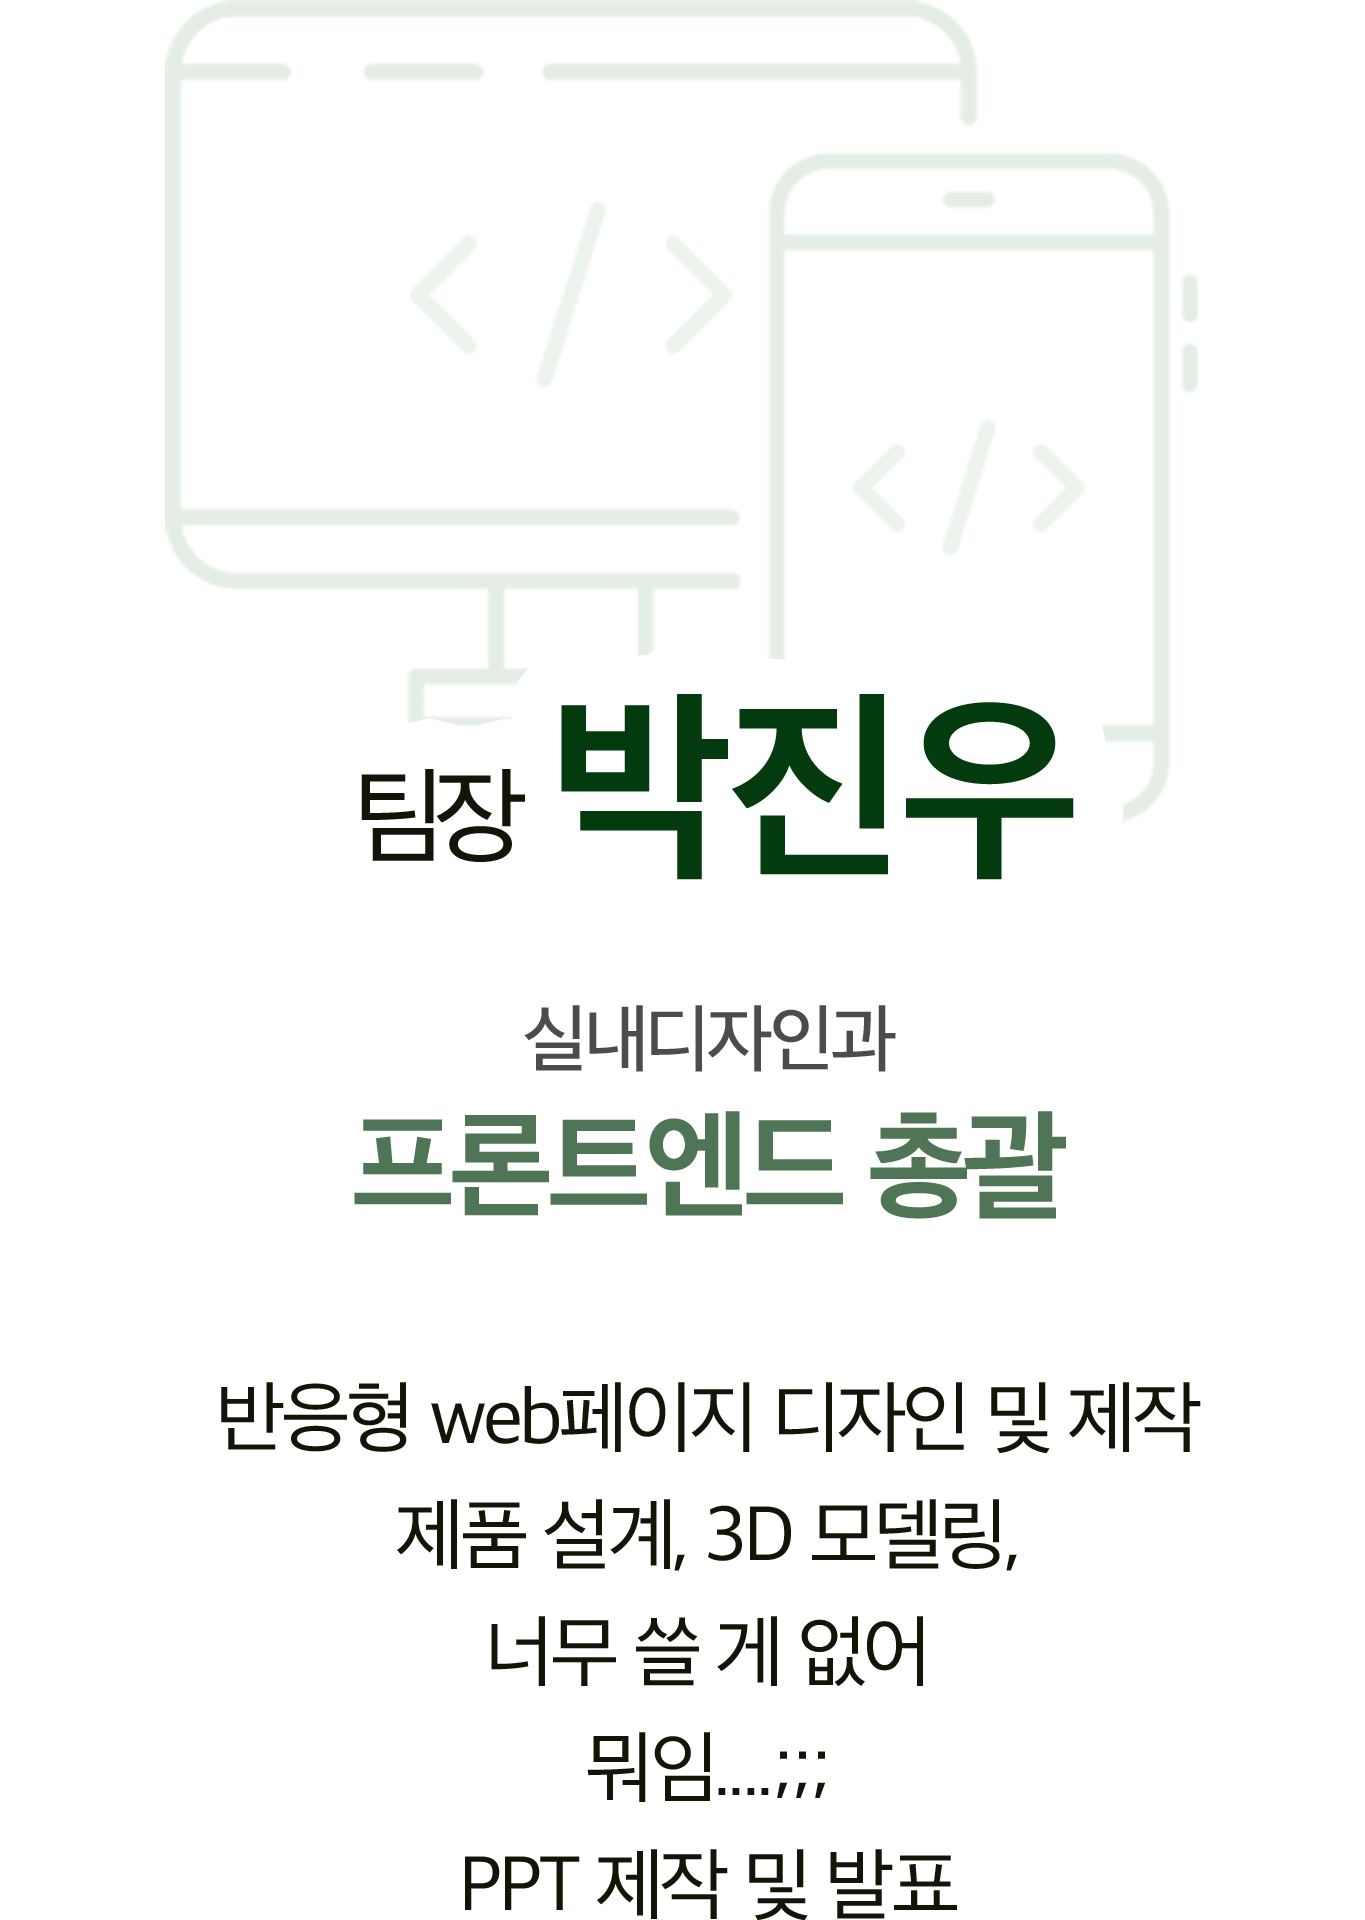 팀장 박진우
실내디자인과
프론트엔드 총괄
반응형 web페이지 디자인 및 제작
제품 설계, 3D 모델링,
너무 쓸 게 없어
뭐임....;;;
PPT 제작 및 발표